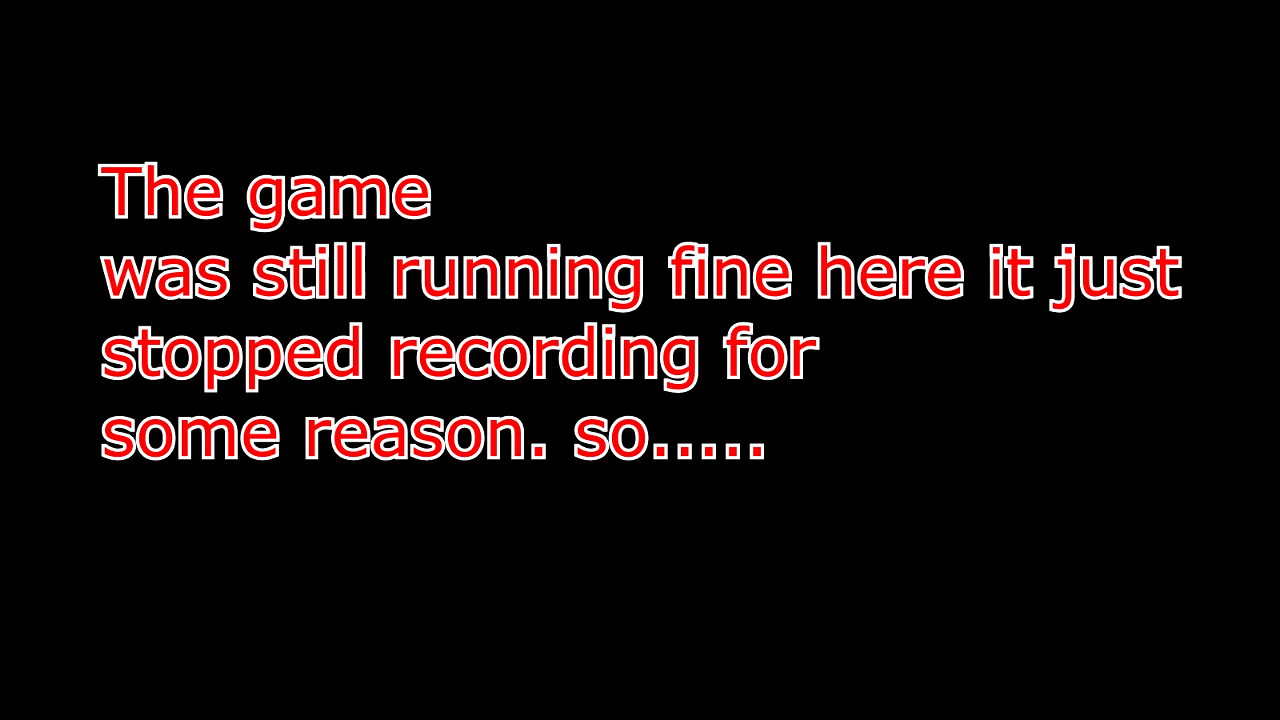 The game
was still running fine here it just
stopped recording for
some reason. so.....